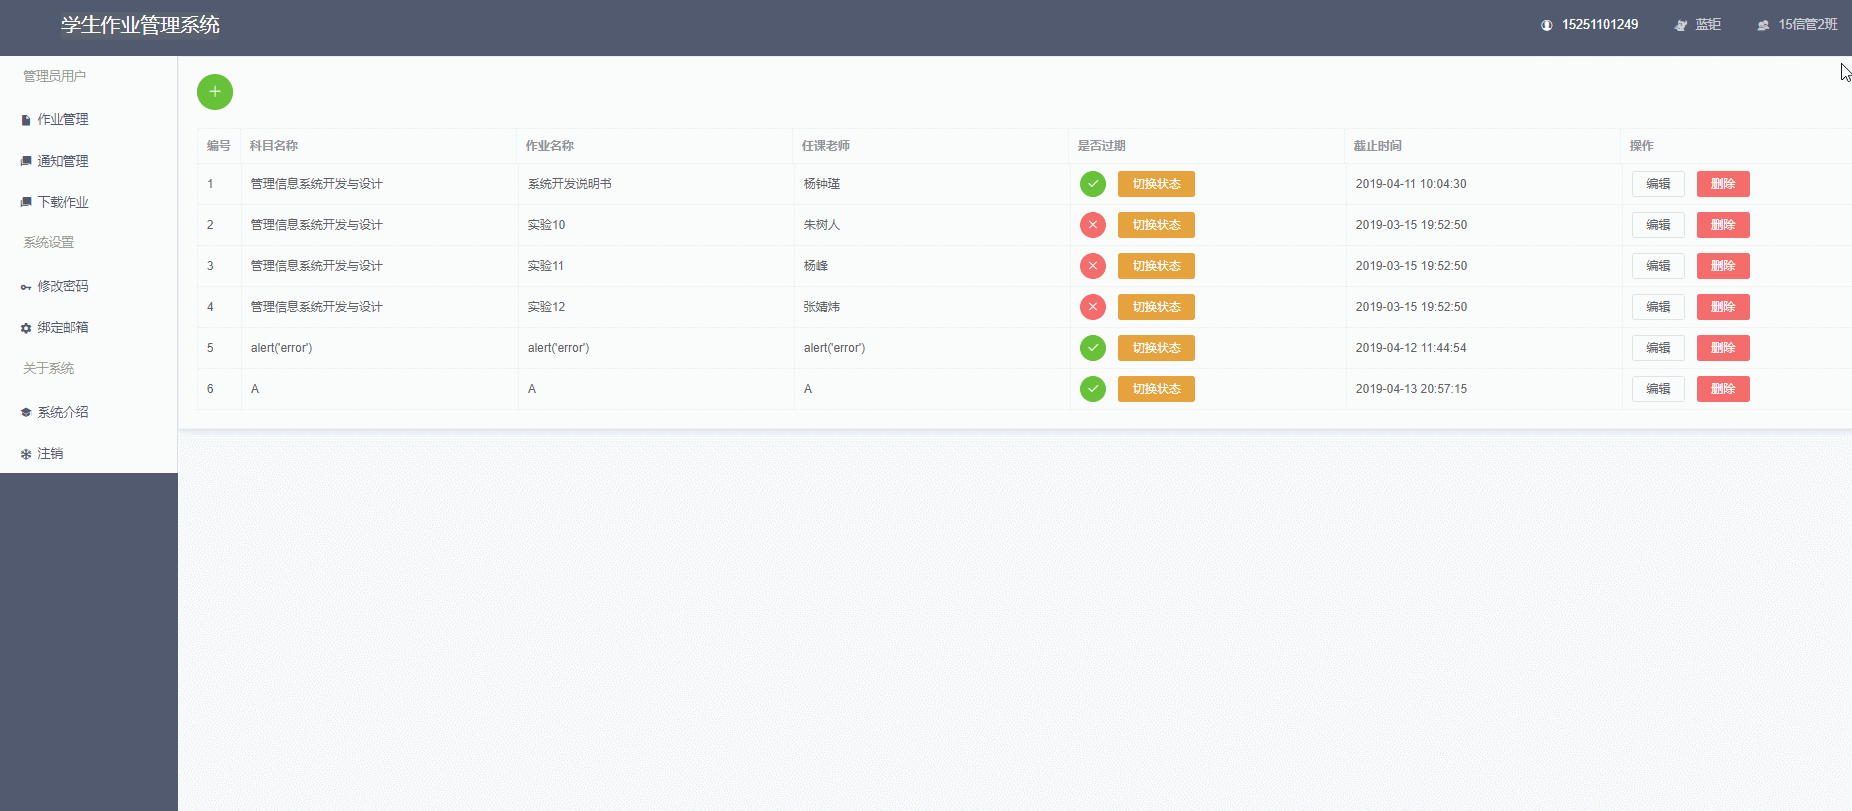 学生作业管理系统 15251101249 蓝钜 15信管2班
管理员用户
作业管理
通知管理
下载作业
系统设置
修改密码
绑定邮箱
关于系统
系统介绍
注销
编号 科目名称 作业名称 任课老师 是否过期 截止时间 操作
1 管理信息系统开发与设计 系统开发说明书 杨钟瑾 切换状态 2019-04-11 10:04:30 编辑 删除
2 管理信息系统开发与设计 实验10 朱树人 切换状态 2019-03-15 19:52:50 编辑 删除
3 管理信息系统开发与设计 实验11 杨峰 切换状态 2019-03-15 19:52:50 编辑 删除
4 管理信息系统开发与设计 实验12 张婧炜 切换状态 2019-03-15 19:52:50 编辑 删除
5 alert('error') alert('error') alert('error') 切换状态 2019-04-12 11:44:54 编辑 删除
6 A A A 切换状态 2019-04-13 20:57:15 编辑 删除